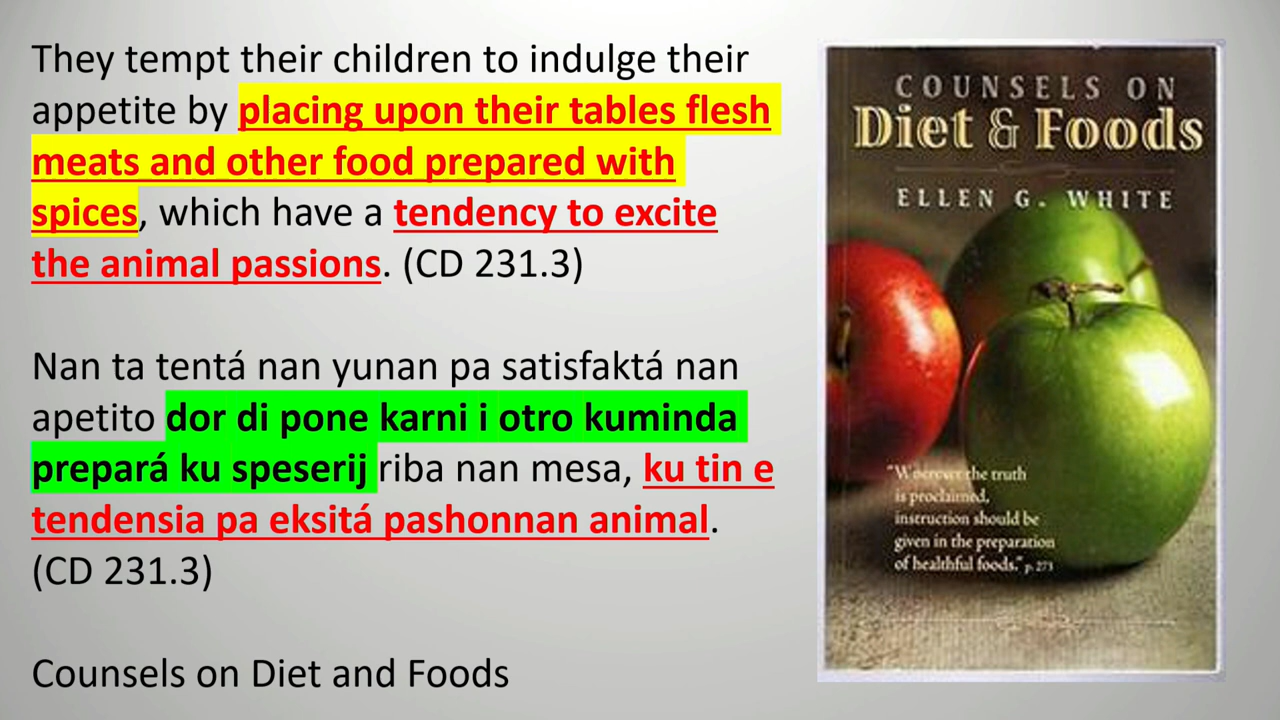 They tempt their children to indulge their
appetite by placing upon their tables flesh
meats and other food prepared with
spices, which have a tendency to excite
the animal passions. (CD 231.3)
Nan ta tentá nan yunan pa satisfaktá nan
apetito dor di pone karni i otro kuminda
prepará ku speserij riba nan mesa, ku tin e
tendensia pa eksitá pashonnan animal.
(CD 231.3)
Counsels on Diet and Foods
COUNSELS ON
Diet & Foods
ELLEN G. WHITE
"Wherever the truth
is proclaimed,
instruction should be
given in the preparation
of healthful foods." p. 273